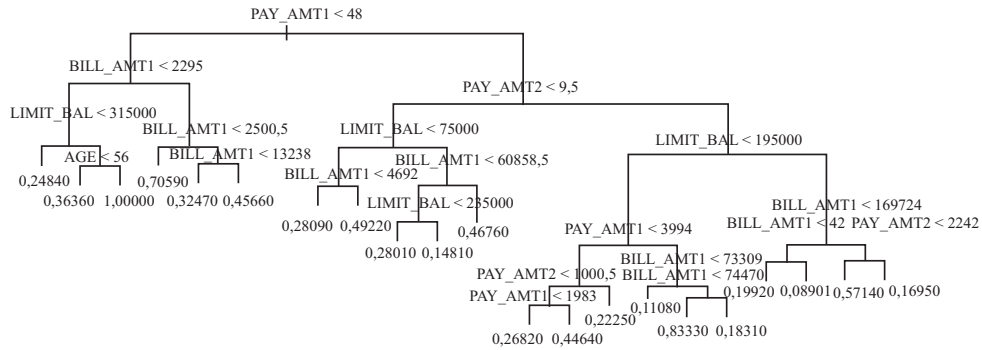 PAY_AMT1 < 48
BILL_AMT1 < 2295
PAY_AMT2 < 9,5
LIMIT_BAL < 315000
BILL_AMT1 < 2500,5
LIMIT_BAL < 75000
LIMIT_BAL < 195000
AGE < 56
BILL_AMT1 < 13238
BILL_AMT1 < 60858,5
BILL_AMT1 < 4692
0,24840
0,70590
0,36360 1,00000
0,32470 0,45660
LIMIT_BAL < 235000
BILL_AMT1 < 169724
0,28090 0,49220
0,46760
PAY_AMT1 < 3994
BILL_AMT1 < 42 PAY_AMT2 < 2242
0,28010 0,14810
BILL_AMT1 < 73309
PAY_AMT2 < 1000,5
BILL_AMT1 < 74470
0,19920 0,08901 0,57140 0,16950
PAY_AMT1 < 1983
0,22250
0,11080
0,26820 0,44640
0,83330 0,18310